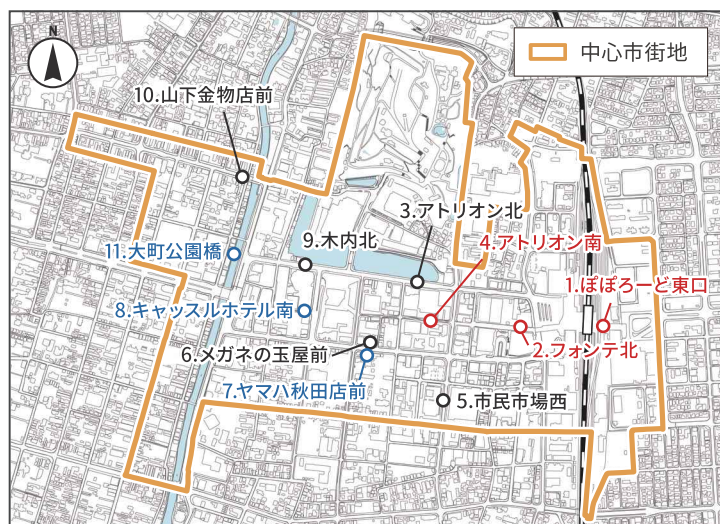 N
中心市街地
10.山下金物店前
3.アトリオン北
4.アトリオン南
11.大町公園橋
9.木内北
1.ぽぽろーど東口
8.キャッスルホテル南
6.メガネの玉屋前
2.フォンテ北
7.ヤマハ秋田店前
5.市民市場西